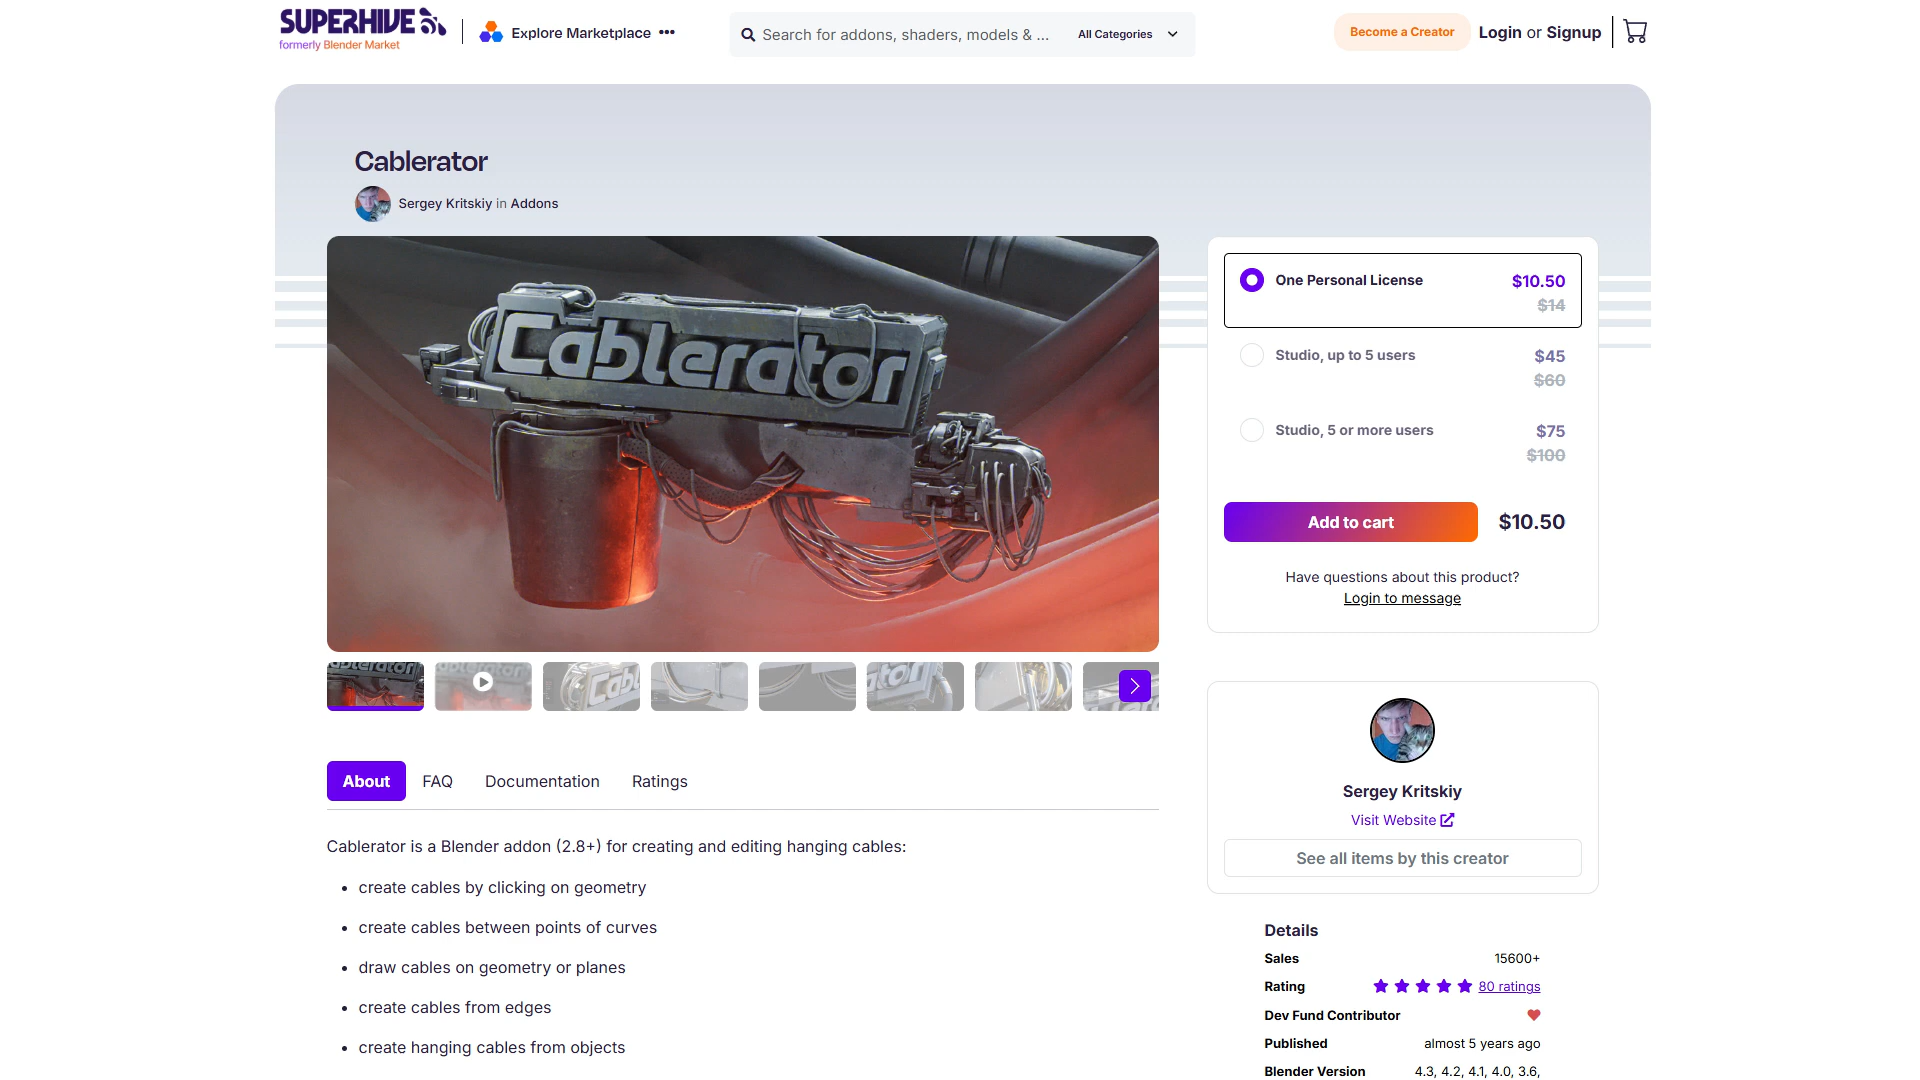 SUPERHIVE
formerly Blender Market
Explore Marketplace •••
Search for addons, shaders, models & ...
All Categories
Become a Creator
Login or Signup
Cablerator
Sergey Kritskiy in Addons
Cablerator
One Personal License
$10.50
$14
Studio, up to 5 users
$45
$60
Studio, 5 or more users
$75
$100
Add to cart
$10.50
Have questions about this product?
Login to message
About
FAQ
Documentation
Ratings
Cablerator is a Blender addon (2.8+) for creating and editing hanging cables:
• create cables by clicking on geometry
• create cables between points of curves
• draw cables on geometry or planes
• create cables from edges
• create hanging cables from objects
Sergey Kritskiy
Visit Website
See all items by this creator
Details
Sales 15600+
Rating 80 ratings
Dev Fund Contributor
Published almost 5 years ago
Blender Version 4.3, 4.2, 4.1, 4.0, 3.6,